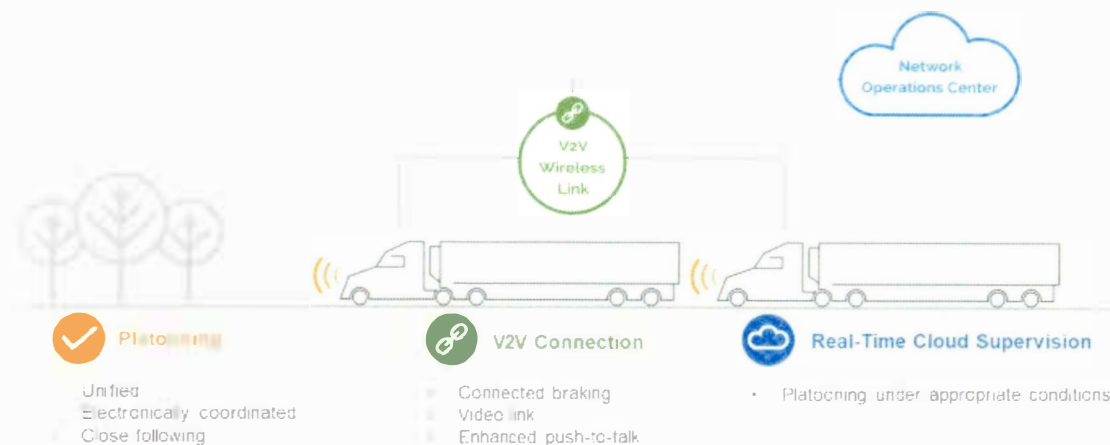 Network
Operations Center
V2V
Wireless
Link
Platooning
V2V Connection
Real-Time Cloud Supervision
Unified
Electronically coordinated
Close following
Connected braking
Video link
Enhanced push-to-talk
• Platooning under appropriate conditions